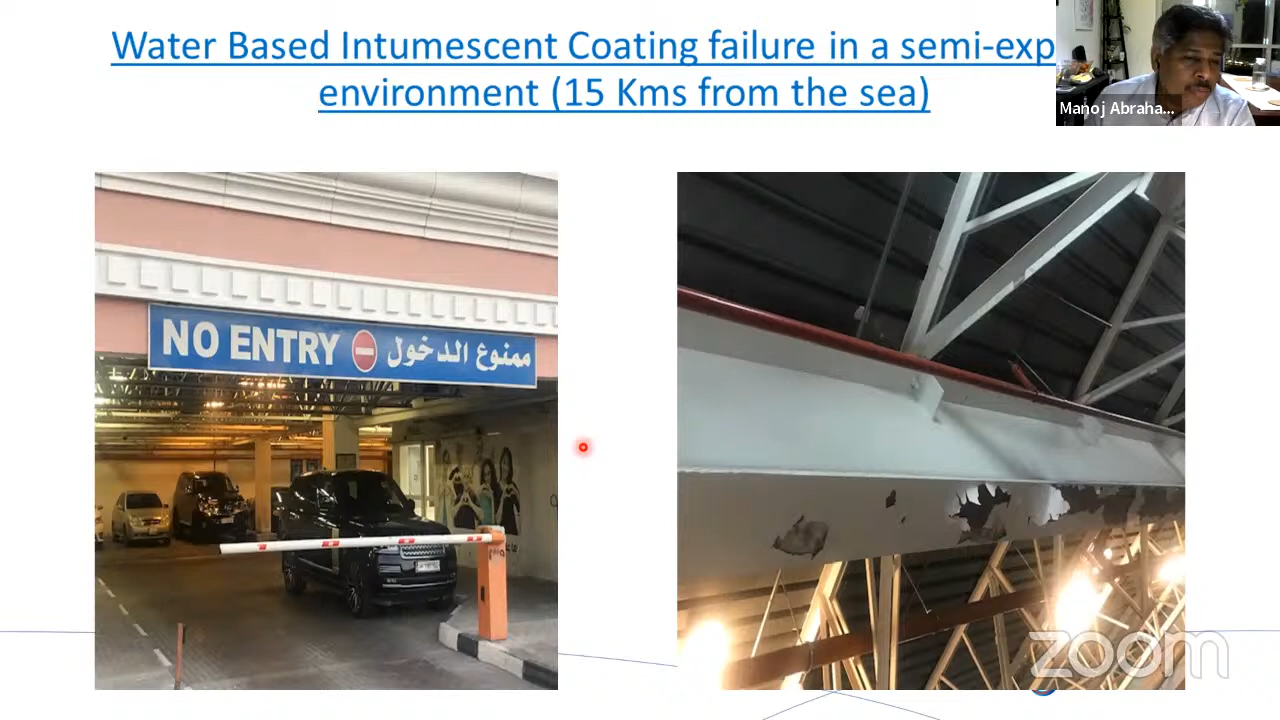 Water Based Intumescent Coating failure in a semi-exp
environment (15 Kms from the sea)
Manoj Abraha...
NO ENTRY ممنوع الدخول
zoom